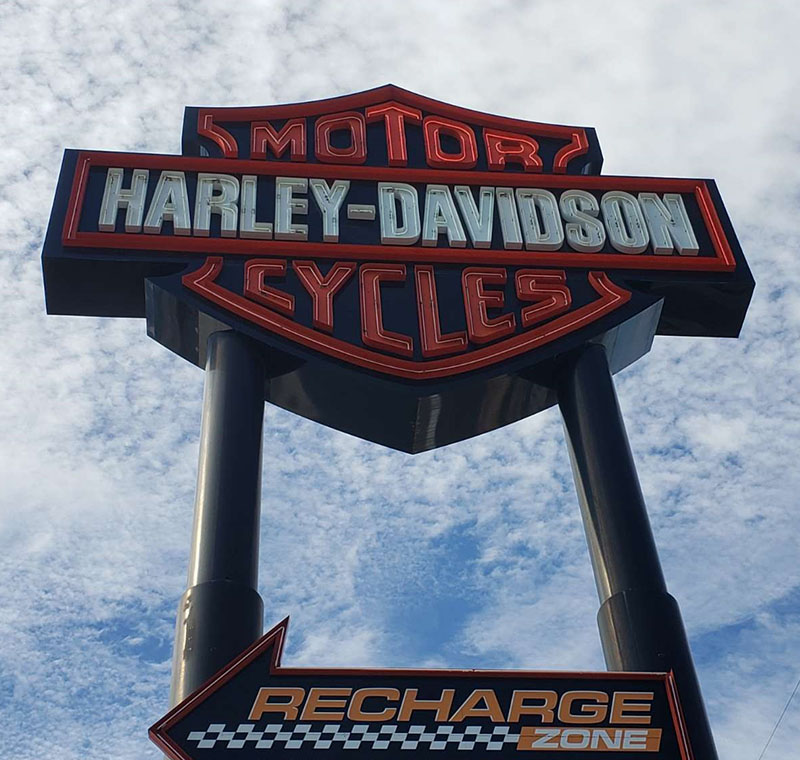 MOTOR
HARLEY-DAVIDSON
CYCLES
RECHARGE
ZONE